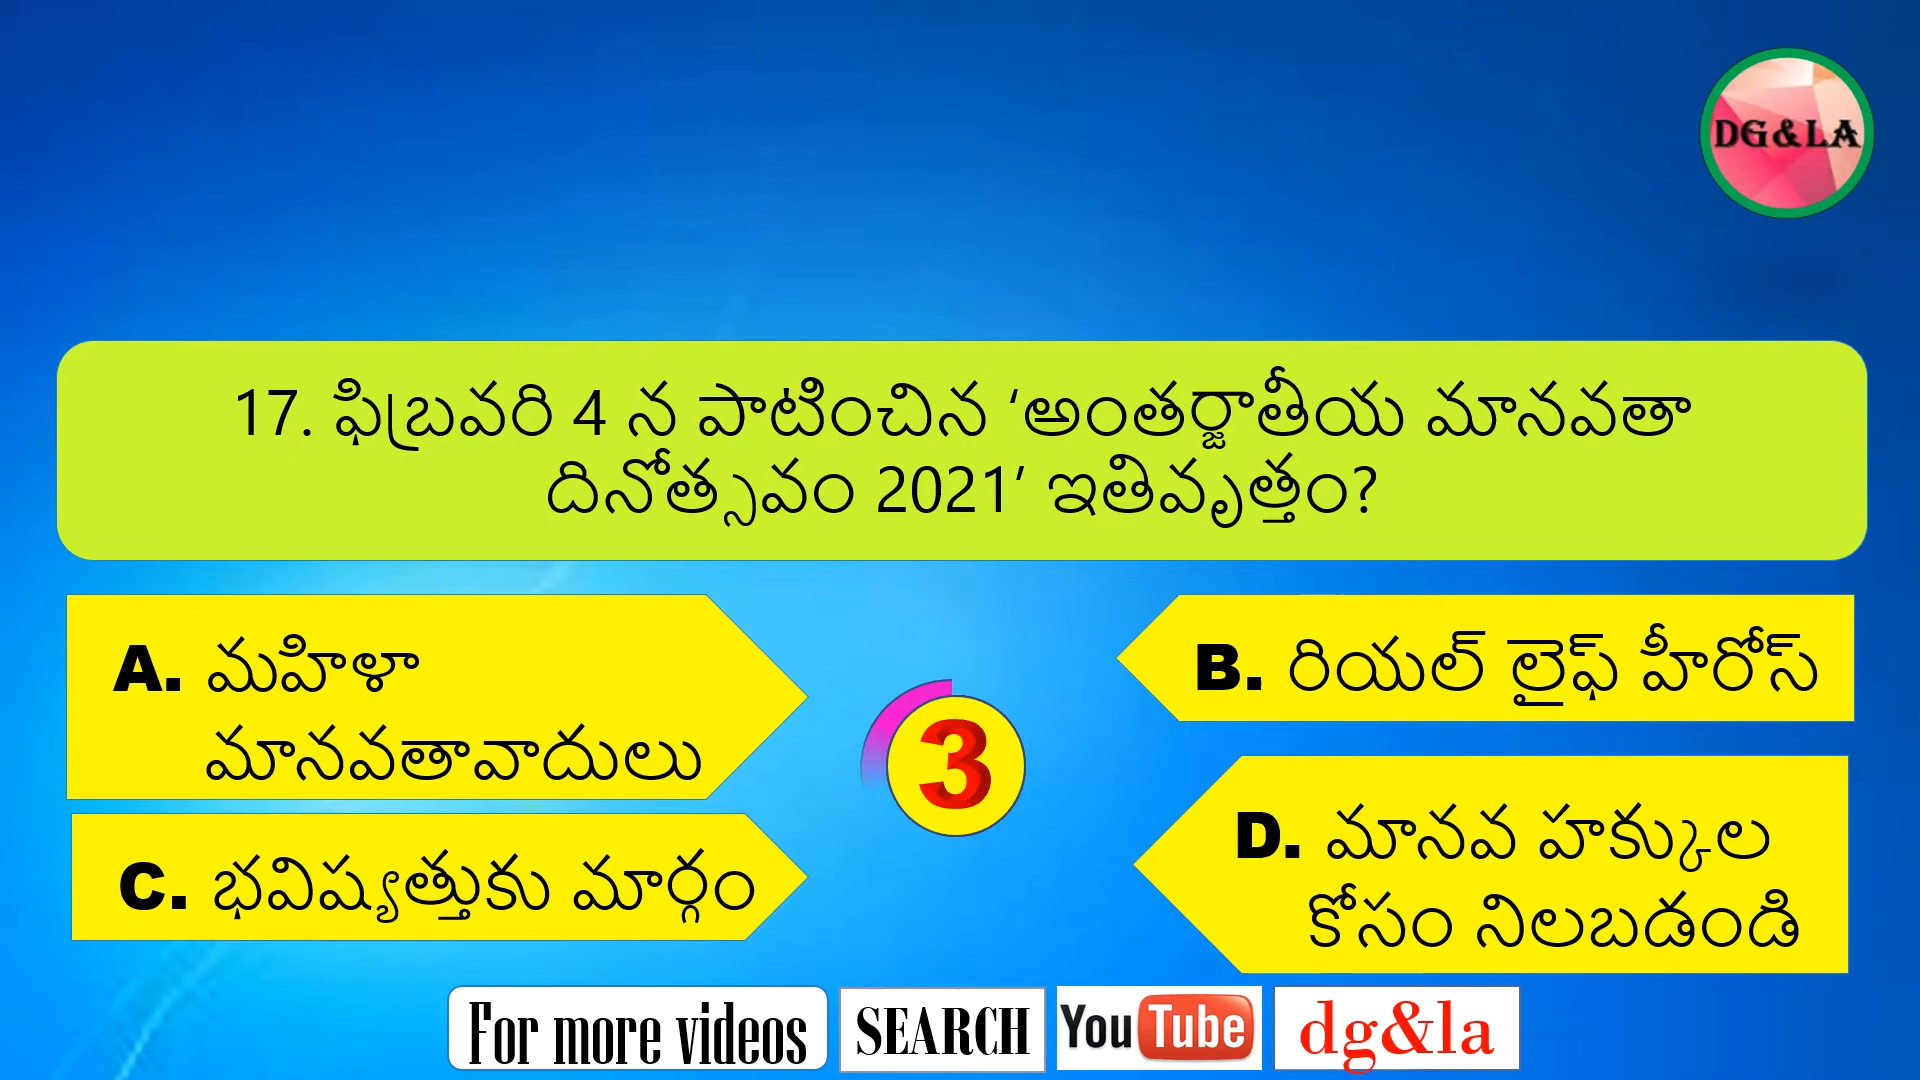 DG&LA
17. ఫిబ్రవరి 4 న పాటించిన ‘అంతర్జాతీయ మానవతా
దినోత్సవం 2021’ ఇతివృత్తం?
A. మహిళా
మానవతావాదులు
B. రియల్ లైఫ్ హీరోస్
3
C. భవిష్యత్తుకు మార్గం
D. మానవ హక్కుల
కోసం నిలబడండి
For more videos SEARCH YouTube dg&la